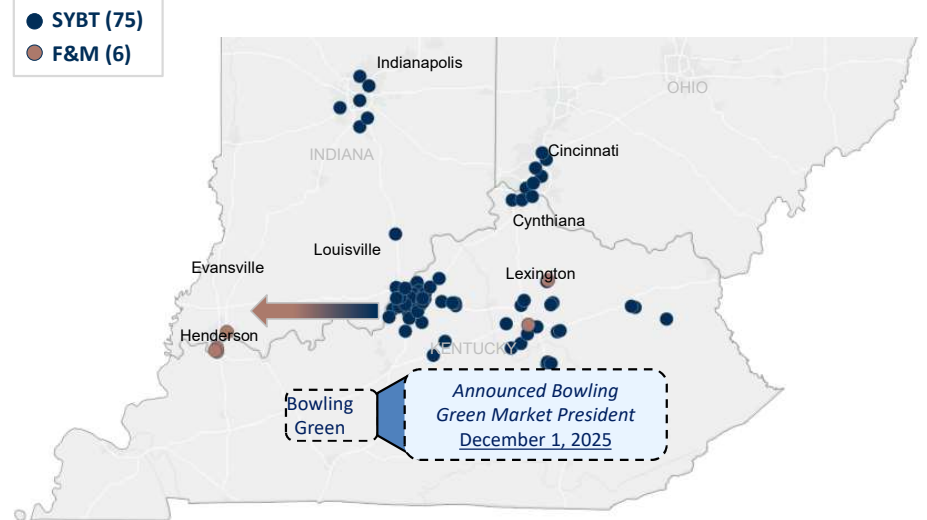 SYBT (75)
F&M (6)
Indianapolis
OHIO
INDIANA
Cincinnati
Cynthiana
Louisville
Evansville
Lexington
Henderson
KENTUCKY
Bowling
Green
Announced Bowling
Green Market President
December 1, 2025